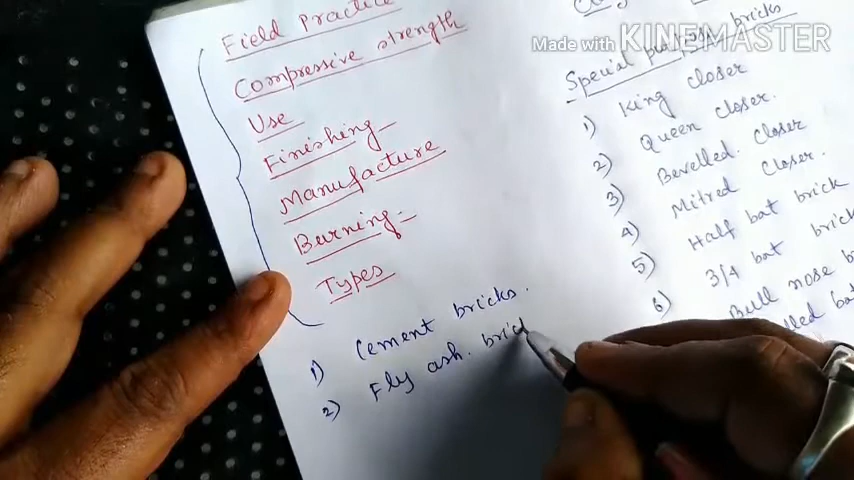 Field Practice
Compressive strength
Use
Finishing
Manufacture
Burning
Types
1) Cement bricks.
2) Fly ash. bric
Special purpose bricks
1) King closer
2) Queen closer.
3) Bevelled. closer
4) Mitred closer.
5) Half bat brick
6) 3/4 bat brick
Bull nose
Made with KINEMASTER